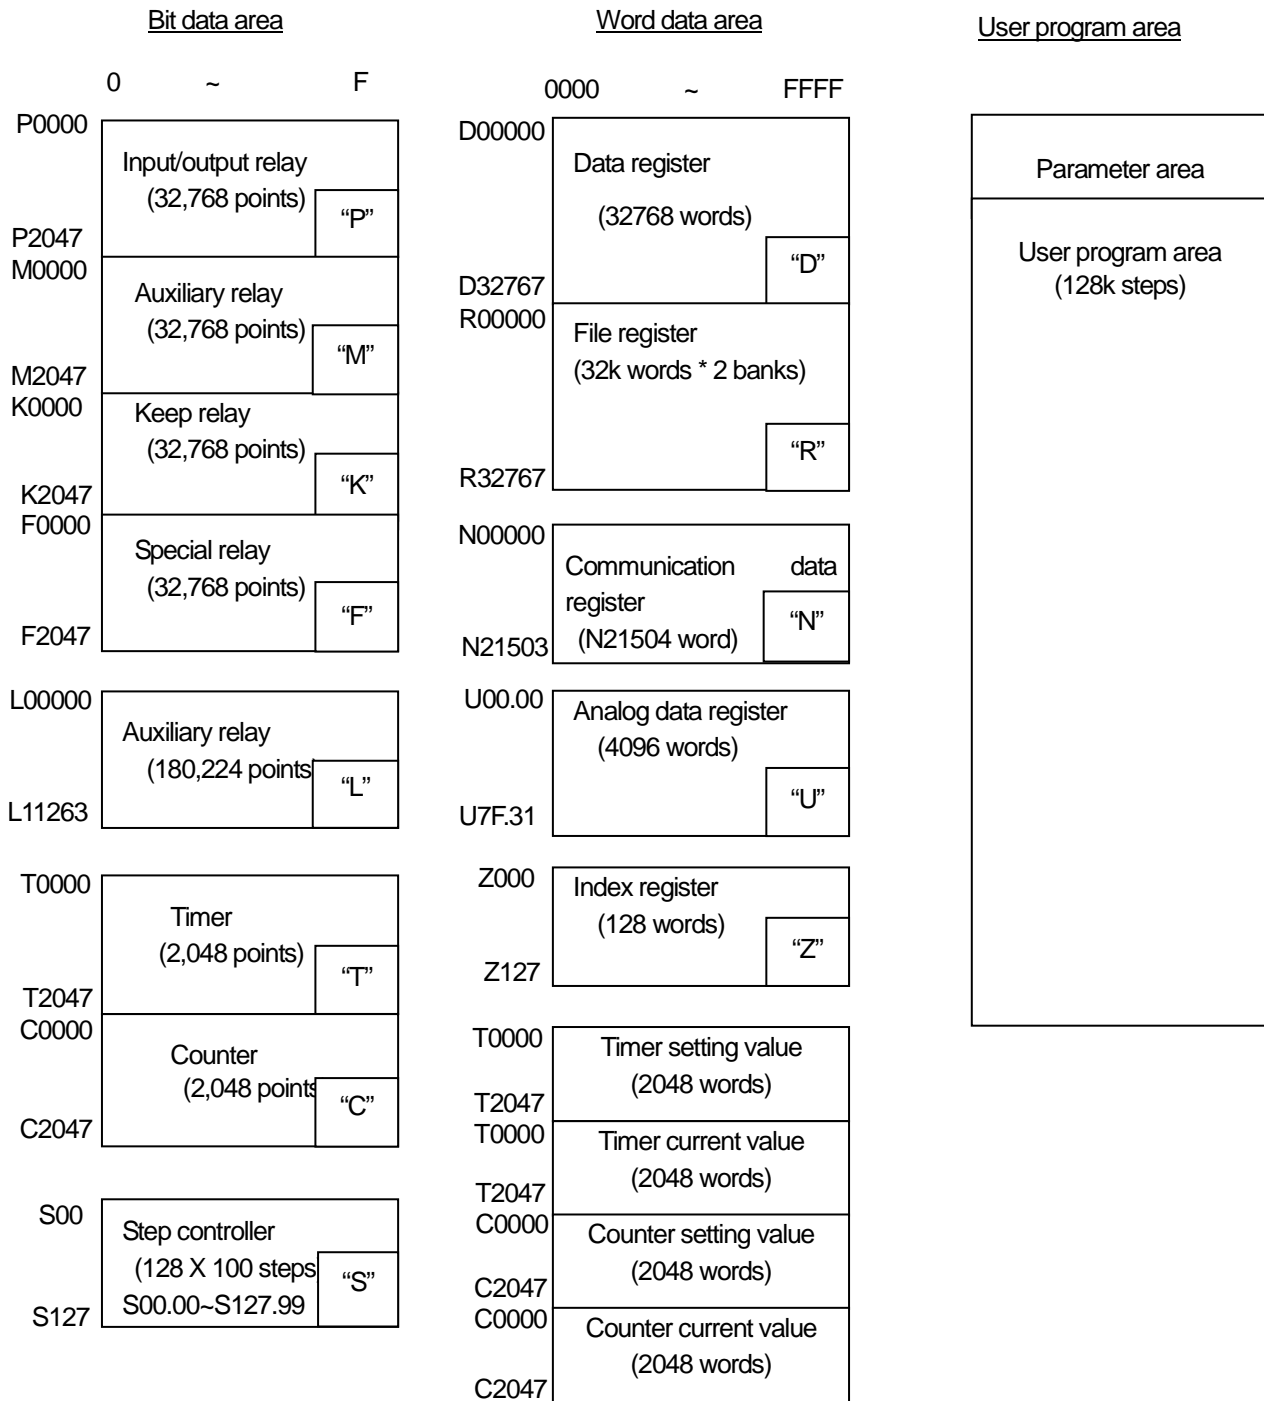 Bit data area
0 ~ F
P0000
Input/output relay
(32,768 points)
"P"
P2047
M0000
Auxiliary relay
(32,768 points)
"M"
M2047
K0000
Keep relay
(32,768 points)
"K"
K2047
F0000
Special relay
(32,768 points)
"F"
F2047
L00000
Auxiliary relay
(180,224 points
"L"
L11263
T0000
Timer
(2,048 points)
"T"
T2047
C0000
Counter
(2,048 points
"C"
C2047
S00
Step controller
(128 X 100 steps
S00.00~S127.99
"S"
S127
Word data area
0000 ~ FFFF
D00000
Data register
(32768 words)
"D"
D32767
R00000
File register
(32k words * 2 banks)
"R"
R32767
N00000
Communication data
register
(N21504 word)
"N"
N21503
U00.00
Analog data register
(4096 words)
"U"
U7F.31
Z000
Index register
(128 words)
"Z"
Z127
T0000
Timer setting value
(2048 words)
T2047
T0000
Timer current value
(2048 words)
T2047
C0000
Counter setting value
(2048 words)
C2047
C0000
Counter current value
(2048 words)
C2047
User program area
Parameter area
User program area
(128k steps)